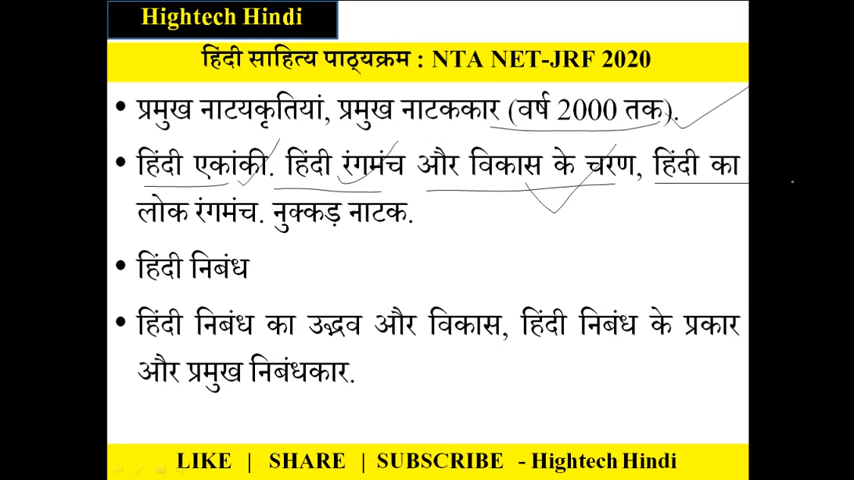 Hightech Hindi
हिंदी साहित्य पाठ्यक्रम : NTA NET-JRF 2020
• प्रमुख नाटयकृतियां, प्रमुख नाटककार (वर्ष 2000 तक).
• हिंदी एकांकी. हिंदी रंगमंच और विकास के चरण, हिंदी का
लोक रंगमंच. नुक्कड़ नाटक.
• हिंदी निबंध
• हिंदी निबंध का उद्भव और विकास, हिंदी निबंध के प्रकार
और प्रमुख निबंधकार.
LIKE | SHARE | SUBSCRIBE - Hightech Hindi